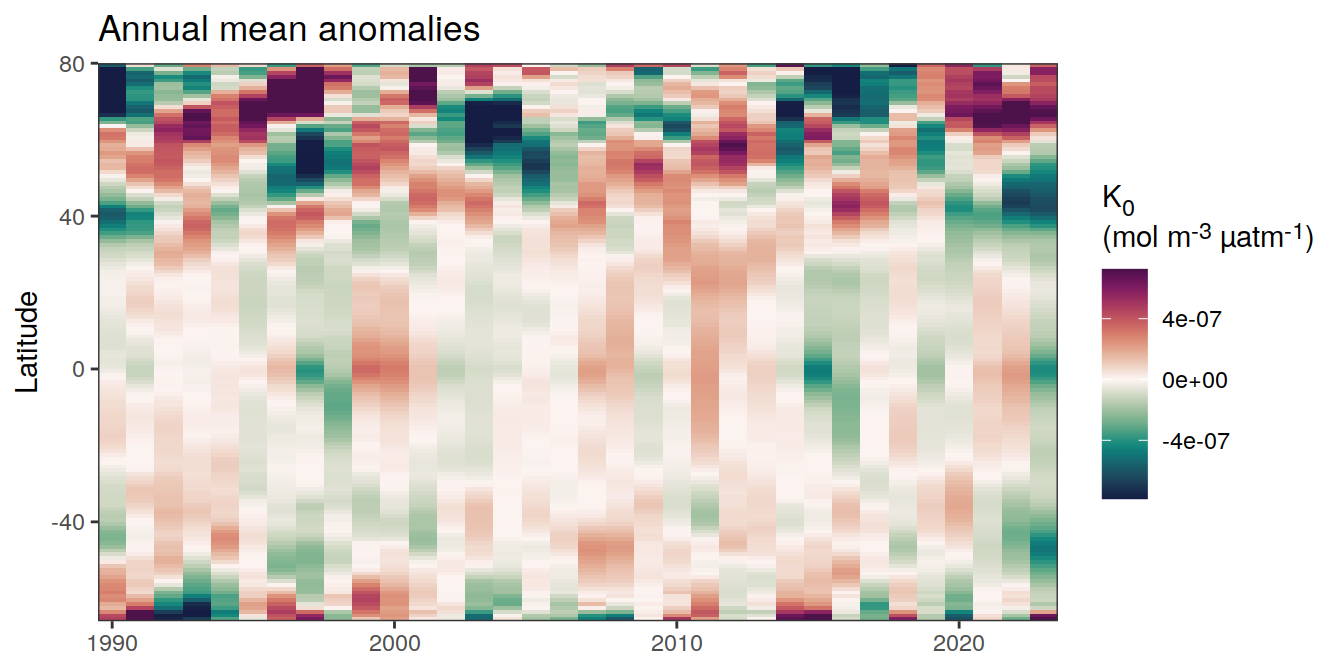 Annual mean anomalies
80
40
0
-40
Latitude
1990
2000
2010
2020
K0
(mol m-3 µatm-1)
4e-07
0e+00
-4e-07